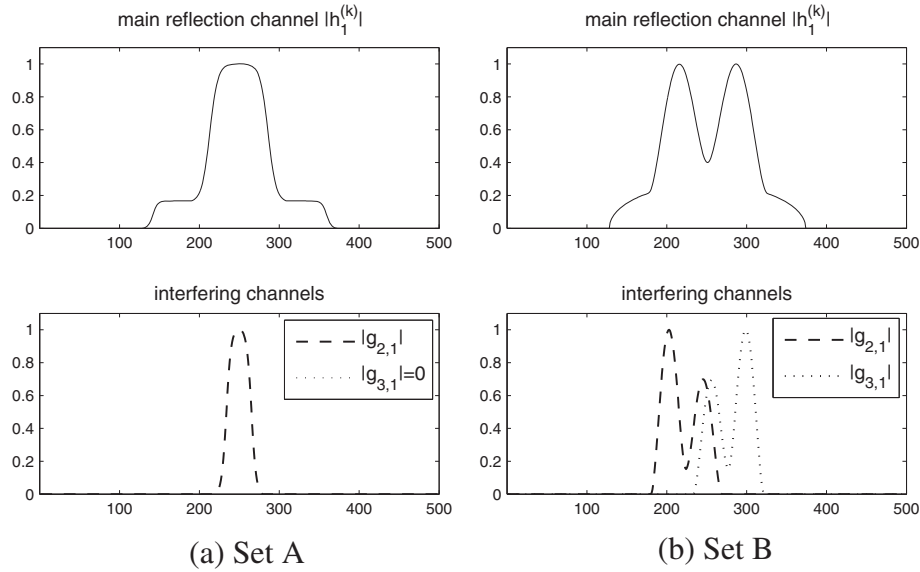 main reflection channel |h₁⁽ᵏ⁾|
1
0.8
0.6
0.4
0.2
0
100 200 300 400 500
interfering channels
1
0.8
0.6
0.4
0.2
0
|g₂,₁|
|g₃,₁|=0
100 200 300 400 500
(a) Set A
main reflection channel |h₁⁽ᵏ⁾|
1
0.8
0.6
0.4
0.2
0
100 200 300 400 500
interfering channels
1
0.8
0.6
0.4
0.2
0
|g₂,₁|
|g₃,₁|
100 200 300 400 500
(b) Set B